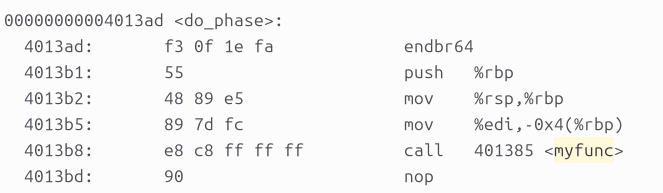 00000000004013ad <do_phase>:
4013ad: f3 0f 1e fa endbr64
4013b1: 55 push %rbp
4013b2: 48 89 e5 mov %rsp,%rbp
4013b5: 89 7d fc mov %edi,-0x4(%rbp)
4013b8: e8 c8 ff ff ff call 401385 <myfunc>
4013bd: 90 nop